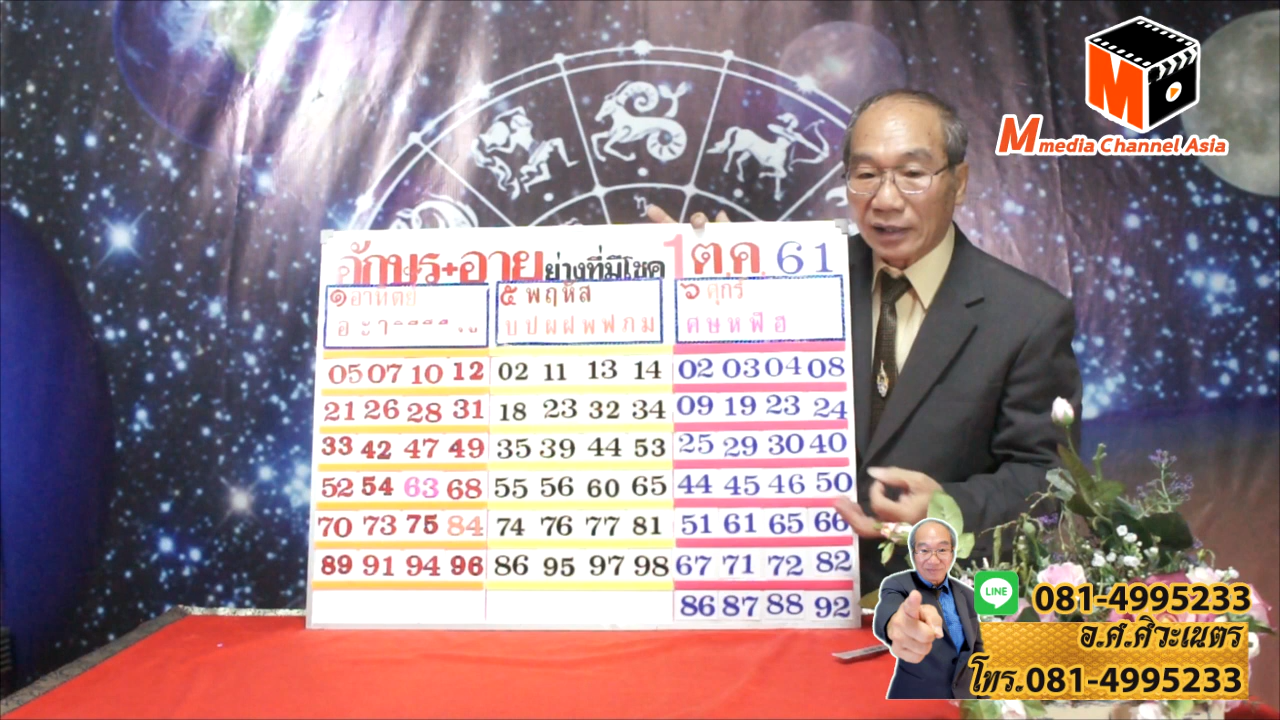 M
Mmedia Channel Asia
อักษร+อายุย่างที่มีโชค 1 ต.ค. 61
๑ อาทิตย์ ๕ พฤหัส ๖ ศุกร์
อ ะ า บ ป ผ ฝ พ ฟ ภ ม ศ ษ ห ฬ ฮ
05 07 10 12 02 11 13 14 02 03 04 08
21 26 28 31 18 23 32 34 09 19 23 24
33 42 47 49 35 39 44 53 25 29 30 40
52 54 63 68 55 56 60 65 44 45 46 50
70 73 75 84 74 76 77 81 51 61 65 66
89 91 94 96 86 95 97 98 67 71 72 82
86 87 88 92
LINE 081-4995233
อ.ศ.ศิวะเนตร
โทร.081-4995233